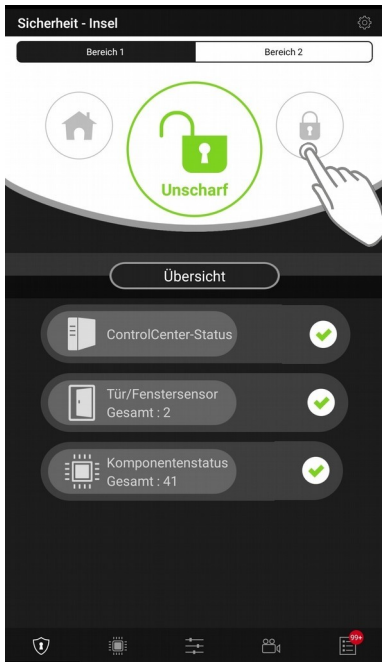 Sicherheit - Insel
Bereich 1
Bereich 2
Unscharf
Übersicht
ControlCenter-Status
Tür/Fenstersensor
Gesamt : 2
Komponentenstatus
Gesamt : 41
99+